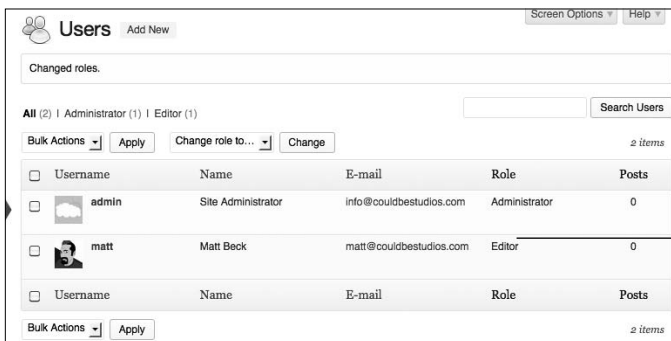 Screen Options Help
Users Add New
Changed roles.
All (2) | Administrator (1) | Editor (1)
Search Users
Bulk Actions Apply Change role to... Change 2 items
Username Name E-mail Role Posts
admin Site Administrator info@couldbestudios.com Administrator 0
matt Matt Beck matt@couldbestudios.com Editor 0
Username Name E-mail Role Posts
Bulk Actions Apply 2 items